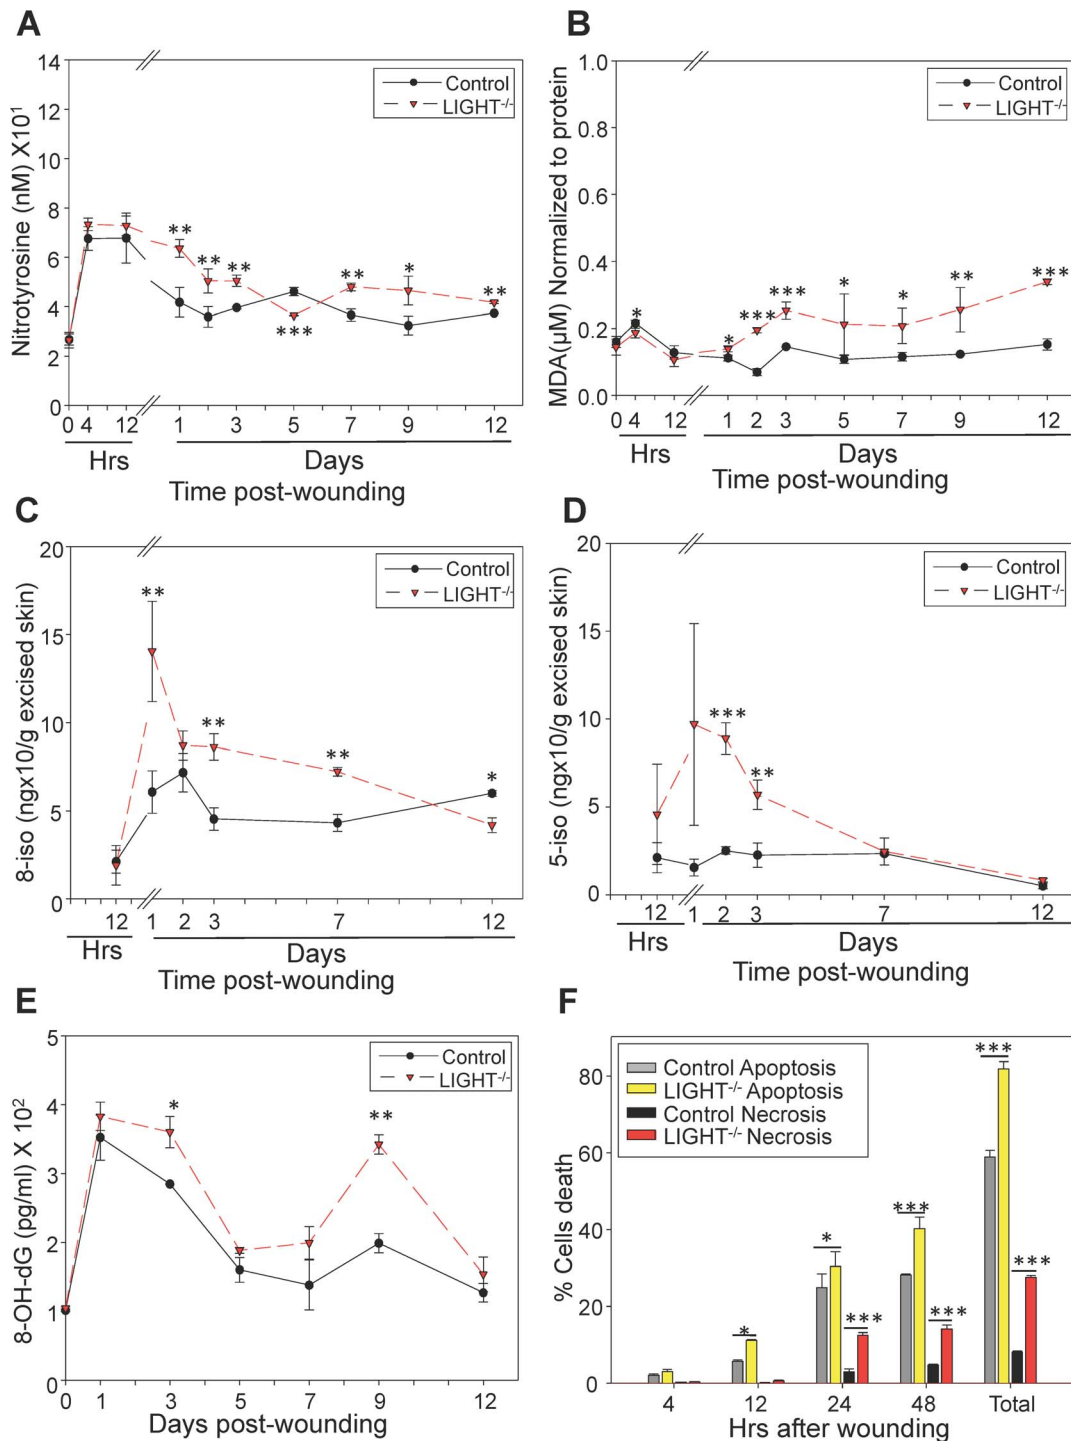 A
Nitrotyrosine (nM) X10¹
14
12
10
8
6
4
2
0
Control
LIGHT-/-
**
**
**
***
**
*
**
0 4 12 1 3 5 7 9 12
Hrs Days
Time post-wounding
B
MDA(µM) Normalized to protein
1.0
0.8
0.6
0.4
0.2
0.0
Control
LIGHT-/-
*
*
***
***
*
*
**
***
0 4 12 1 2 3 5 7 9 12
Hrs Days
Time post-wounding
C
8-iso (ngx10/g excised skin)
20
15
10
5
0
Control
LIGHT-/-
**
**
**
*
12 1 2 3 7 12
Hrs Days
Time post-wounding
D
5-iso (ngx10/g excised skin)
20
15
10
5
0
Control
LIGHT-/-
***
**
12 1 2 3 7 12
Hrs Days
Time post-wounding
E
8-OH-dG (pg/ml) X 10²
5
4
3
2
1
0
Control
LIGHT-/-
*
**
0 1 3 5 7 9 12
Days post-wounding
F
% Cells death
80
60
40
20
0
Control Apoptosis
LIGHT-/- Apoptosis
Control Necrosis
LIGHT-/- Necrosis
*
*
***
***
***
***
***
4 12 24 48 Total
Hrs after wounding